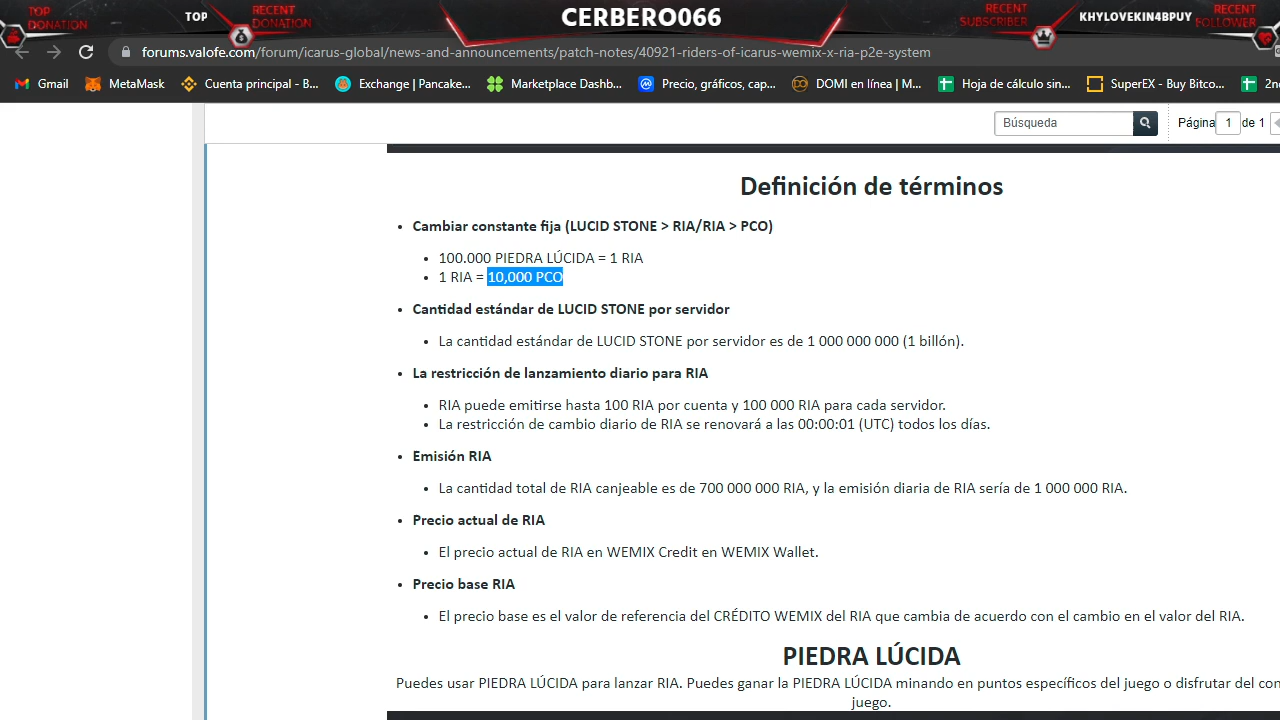 TOP
DONATION
TOP
RECENT
DONATION
CERBERO066
RECENT
SUBSCRIBER
KHYLOVEKIN4BPUY
RECENT
FOLLOWER
forums.valofe.com/forum/icarus-global/news-and-announcements/patch-notes/40921-riders-of-icarus-wemix-x-ria-p2e-system
Gmail
MetaMask
Cuenta principal - B...
Exchange | Pancake...
Marketplace Dashb...
Precio, gráficos, cap...
DOMI en línea | M...
Hoja de cálculo sin...
SuperEX - Buy Bitco...
2n
Búsqueda
Página 1 de 1
Definición de términos
Cambiar constante fija (LUCID STONE > RIA/RIA > PCO)
100.000 PIEDRA LÚCIDA = 1 RIA
1 RIA = 10,000 PCO
Cantidad estándar de LUCID STONE por servidor
La cantidad estándar de LUCID STONE por servidor es de 1 000 000 000 (1 billón).
La restricción de lanzamiento diario para RIA
RIA puede emitirse hasta 100 RIA por cuenta y 100 000 RIA para cada servidor.
La restricción de cambio diario de RIA se renovará a las 00:00:01 (UTC) todos los días.
Emisión RIA
La cantidad total de RIA canjeable es de 700 000 000 RIA, y la emisión diaria de RIA sería de 1 000 000 RIA.
Precio actual de RIA
El precio actual de RIA en WEMIX Credit en WEMIX Wallet.
Precio base RIA
El precio base es el valor de referencia del CRÉDITO WEMIX del RIA que cambia de acuerdo con el cambio en el valor del RIA.
PIEDRA LÚCIDA
Puedes usar PIEDRA LÚCIDA para lanzar RIA. Puedes ganar la PIEDRA LÚCIDA minando en puntos específicos del juego o disfrutar del con
juego.